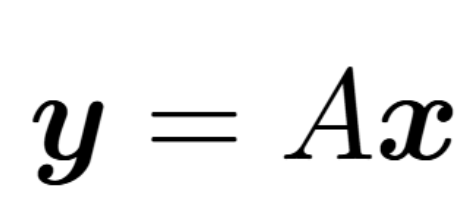 y = Ax